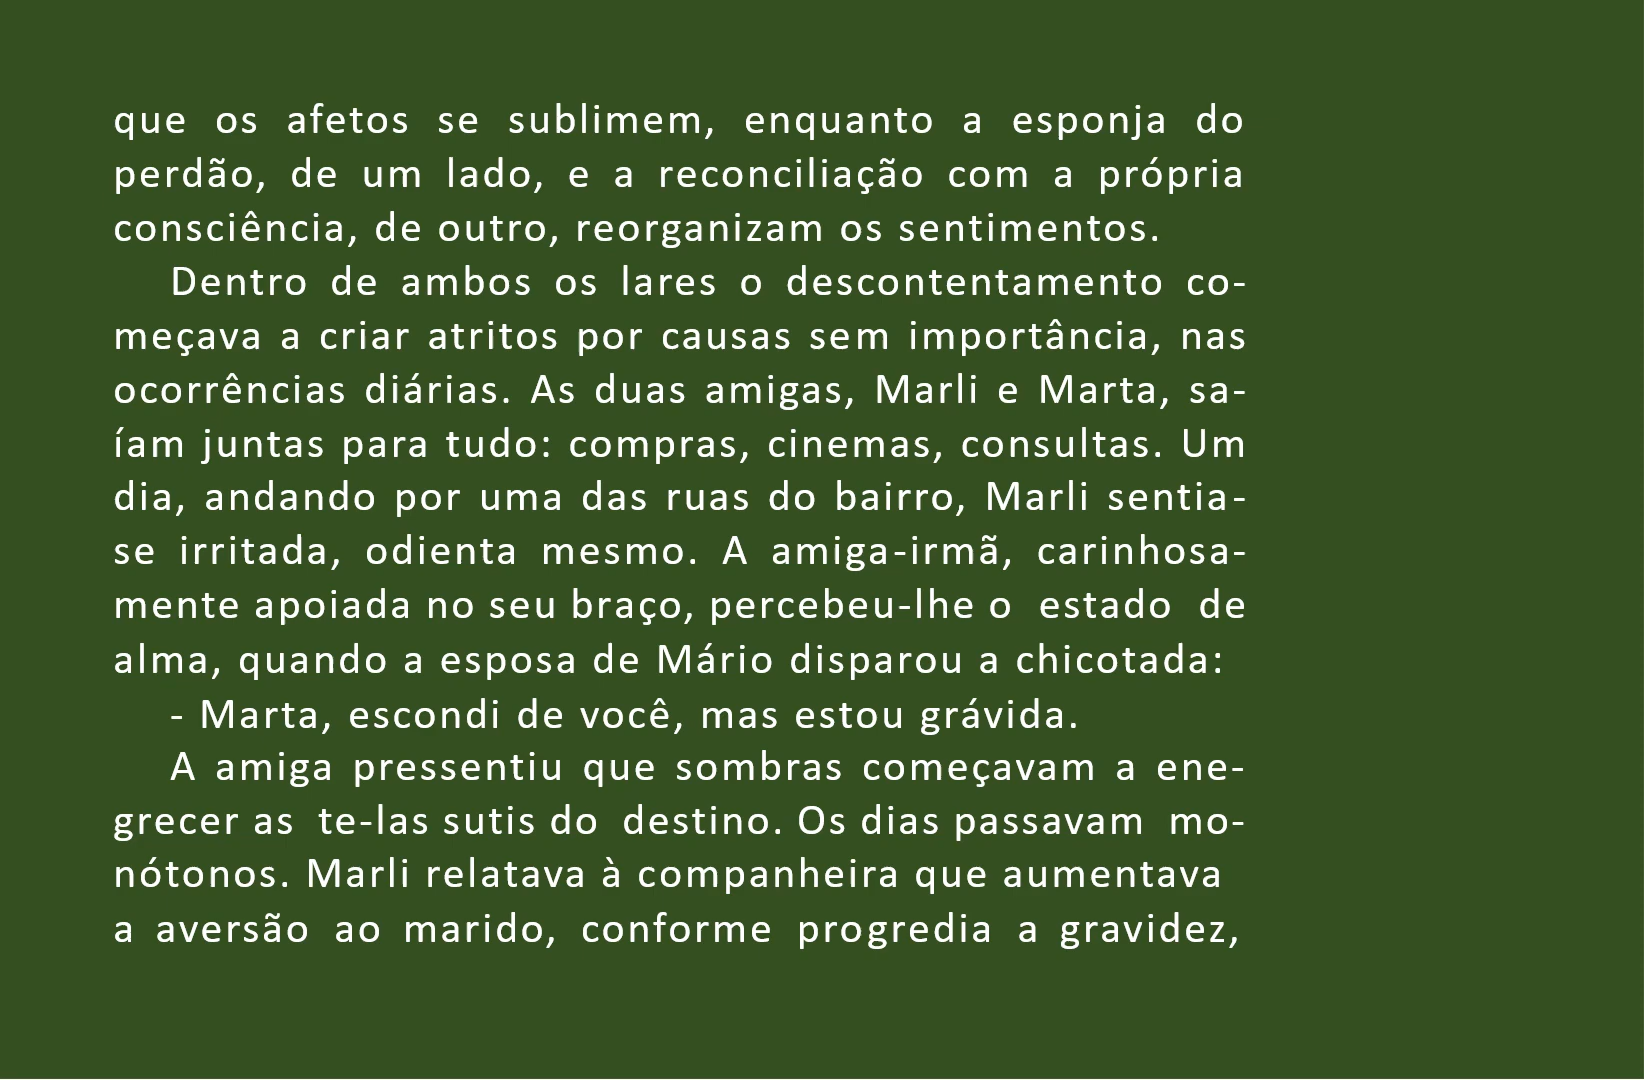 que os afetos se sublimem, enquanto a esponja do
perdão, de um lado, e a reconciliação com a própria
consciência, de outro, reorganizam os sentimentos.
Dentro de ambos os lares o descontentamento co-
meçava a criar atritos por causas sem importância, nas
ocorrências diárias. As duas amigas, Marli e Marta, sa-
íam juntas para tudo: compras, cinemas, consultas. Um
dia, andando por uma das ruas do bairro, Marli sentia-
se irritada, odienta mesmo. A amiga-irmã, carinhosa-
mente apoiada no seu braço, percebeu-lhe o estado de
alma, quando a esposa de Mário disparou a chicotada:
- Marta, escondi de você, mas estou grávida.
A amiga pressentiu que sombras começavam a ene-
grecer as te-las sutis do destino. Os dias passavam mo-
nótonos. Marli relatava à companheira que aumentava
a aversão ao marido, conforme progredia a gravidez,